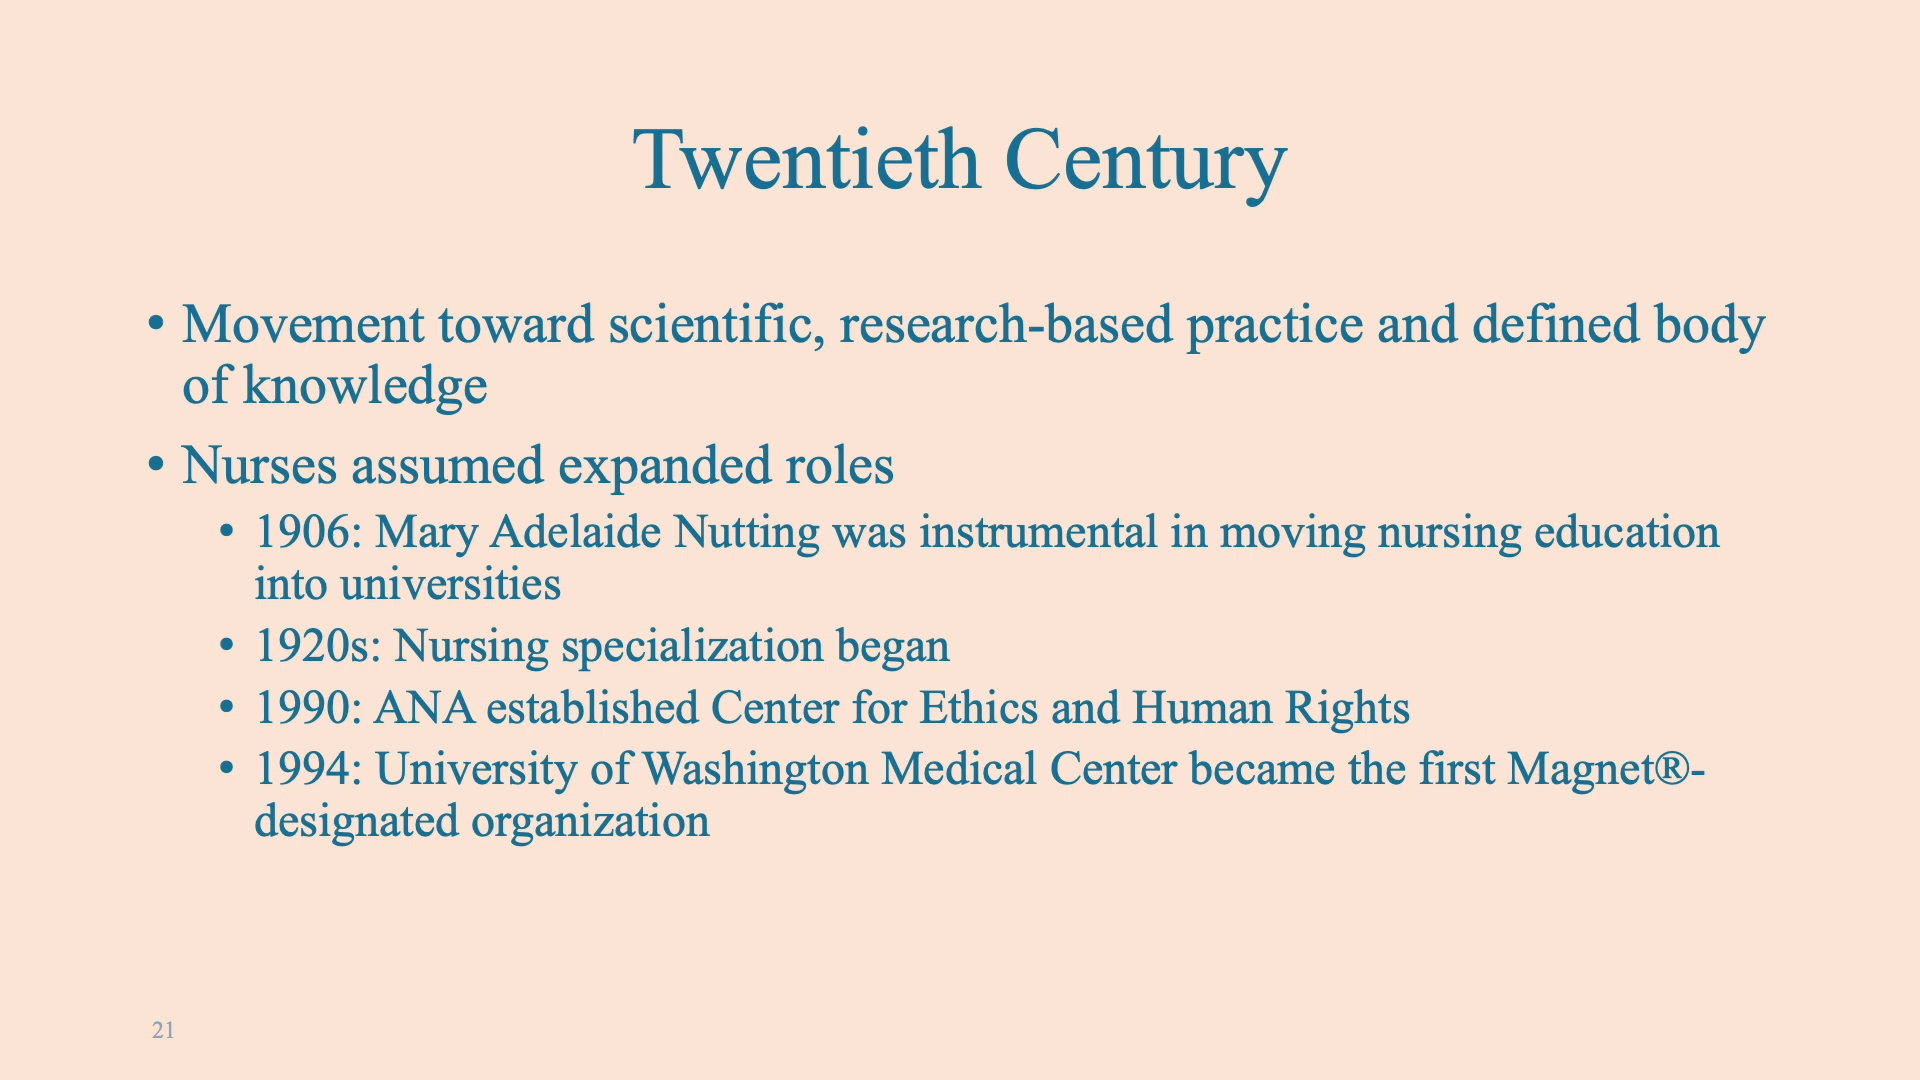 Twentieth Century
• Movement toward scientific, research-based practice and defined body
of knowledge
• Nurses assumed expanded roles
• 1906: Mary Adelaide Nutting was instrumental in moving nursing education
into universities
• 1920s: Nursing specialization began
• 1990: ANA established Center for Ethics and Human Rights
• 1994: University of Washington Medical Center became the first Magnet®-
designated organization
21